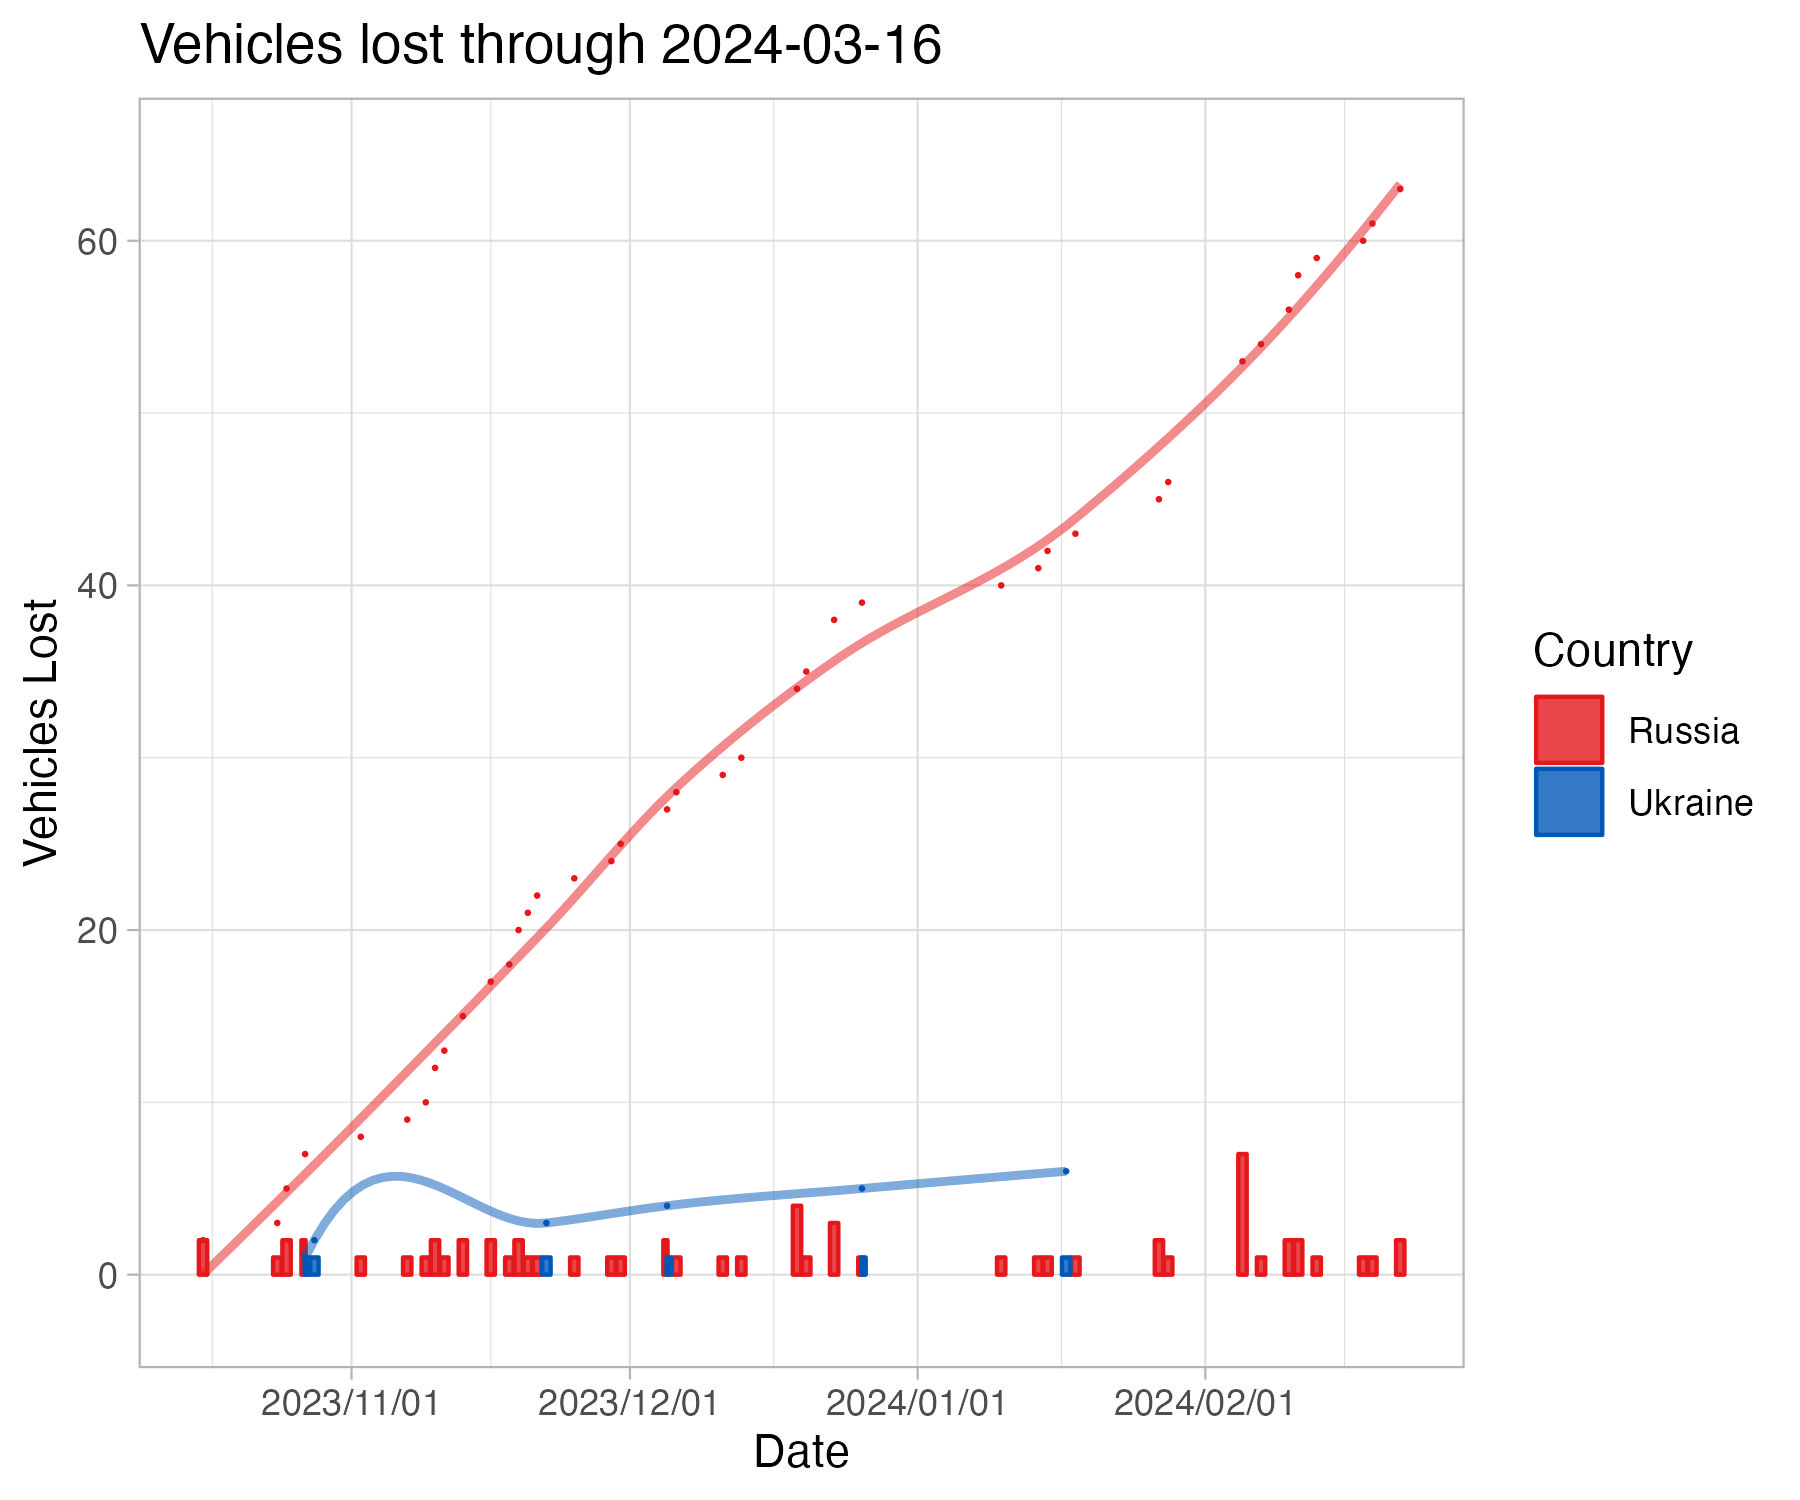 Vehicles lost through 2024-03-16
Vehicles Lost
60
40
20
0
2023/11/01
2023/12/01
2024/01/01
2024/02/01
Date
Country
Russia
Ukraine